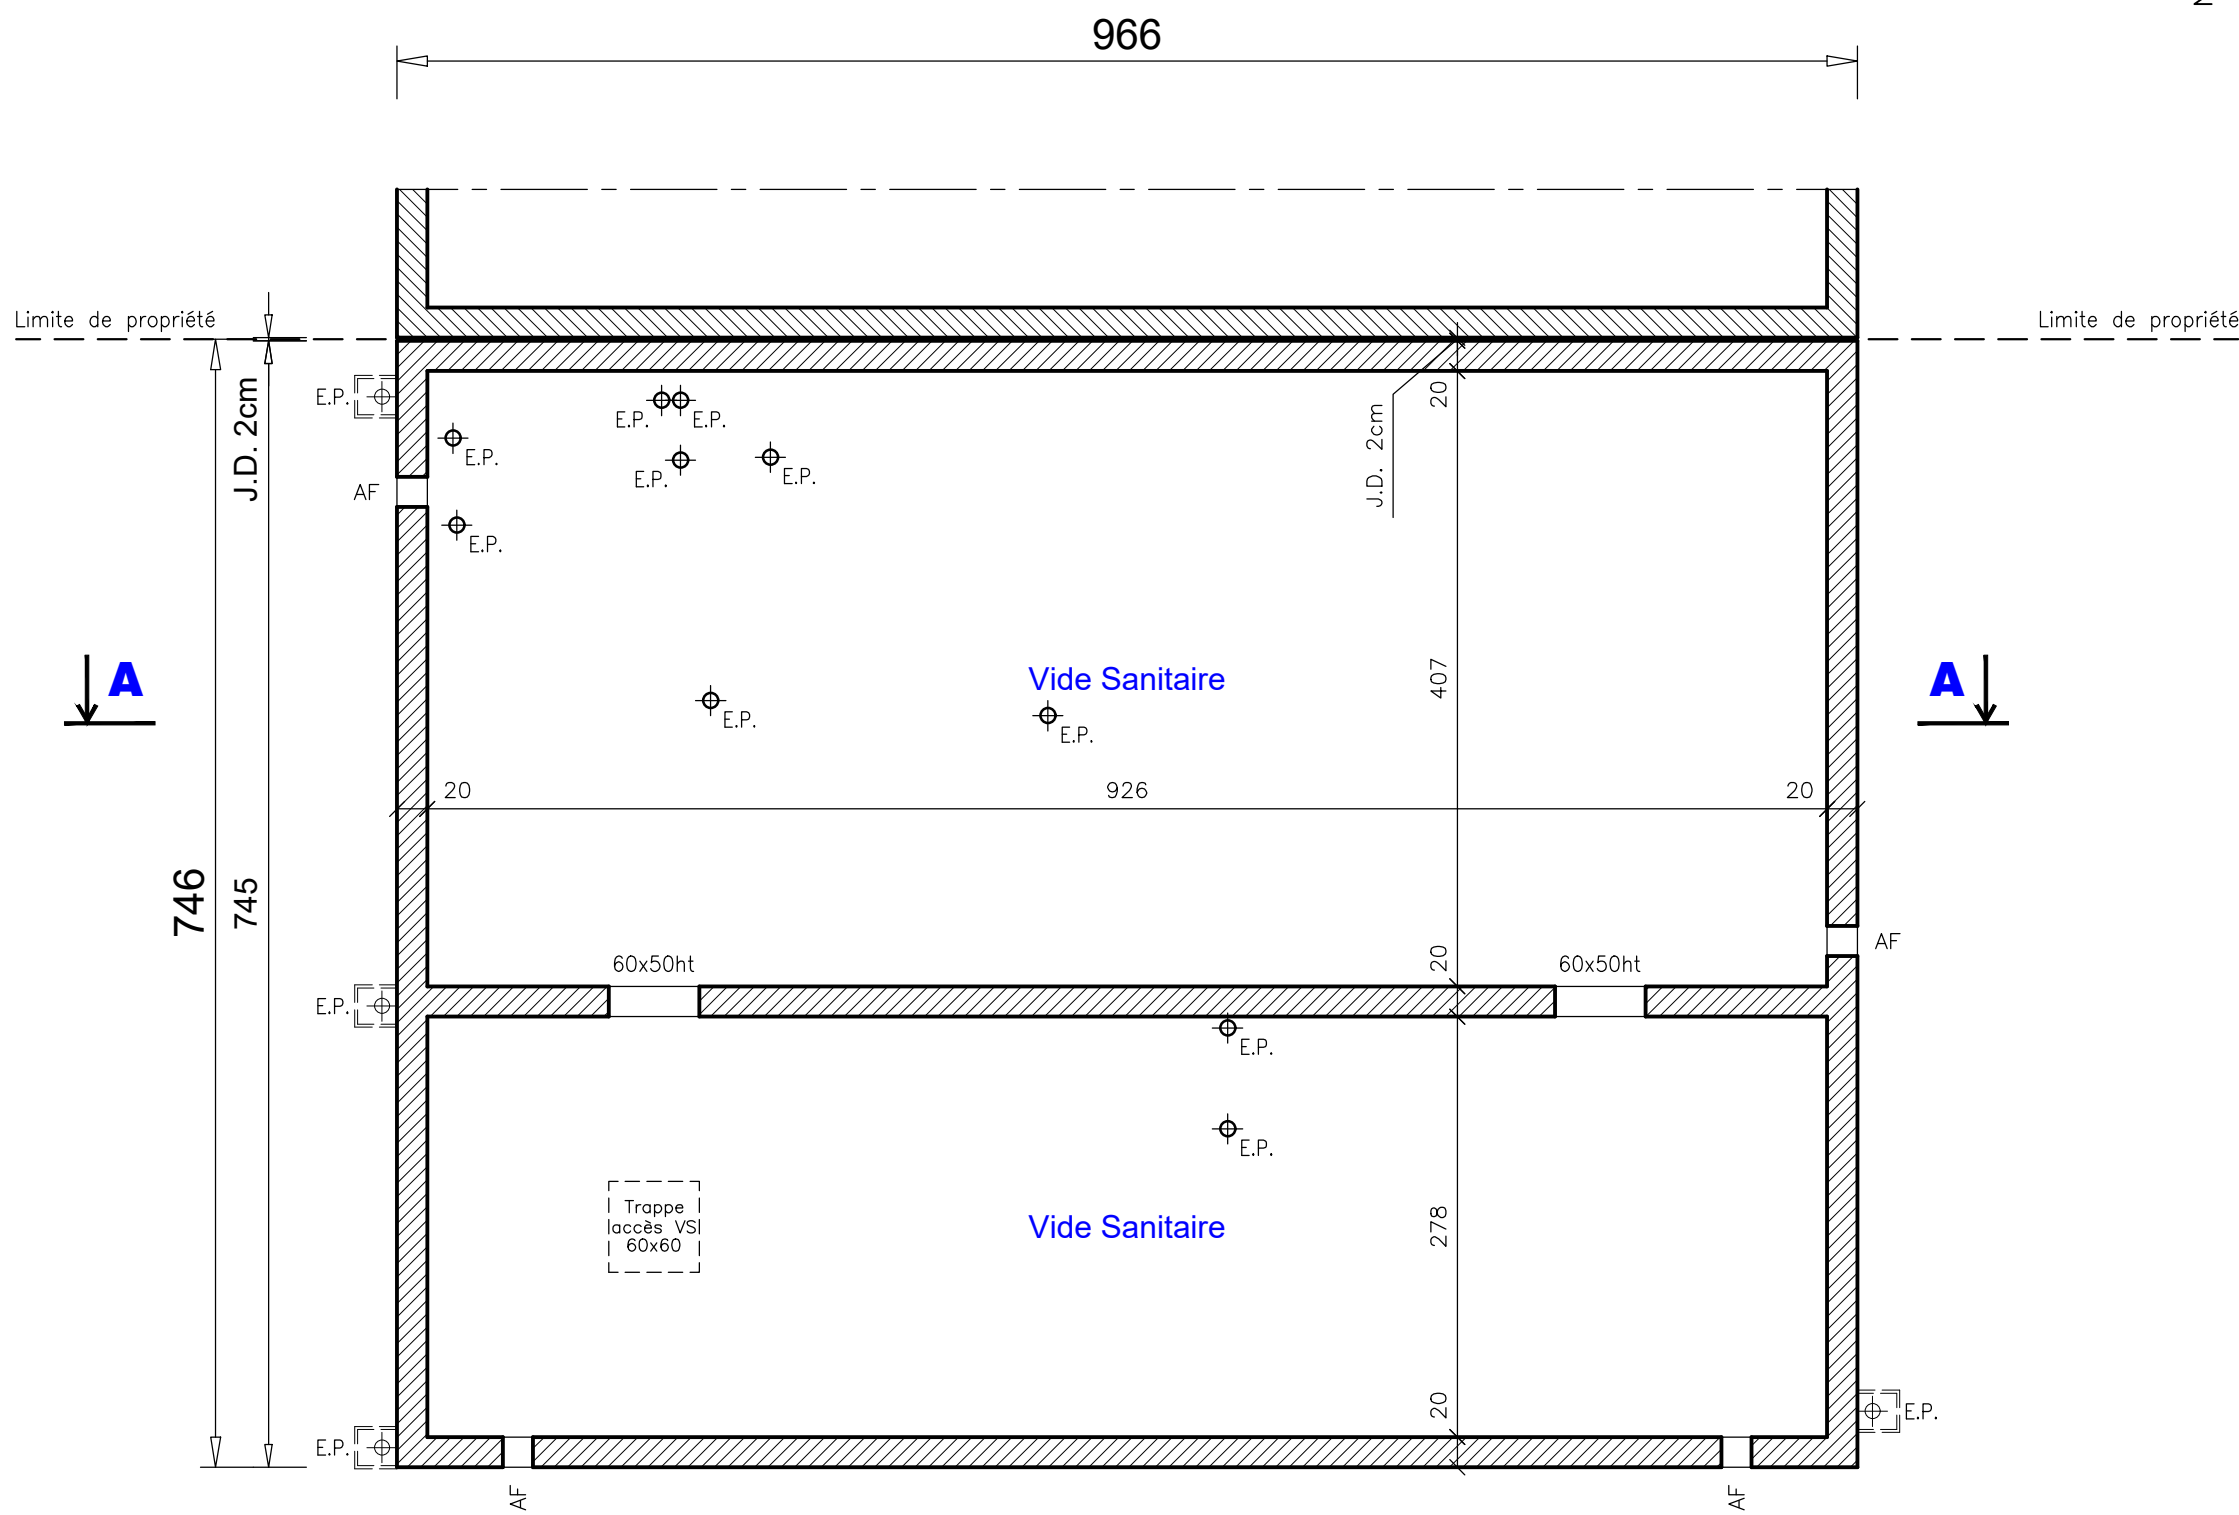 966
Limite de propriété
Limite de propriété
E.P.
J.D. 2cm
20
J.D. 2cm
E.P.
E.P.
E.P.
E.P.
E.P.
AF
E.P.
A
Vide Sanitaire
407
A
E.P.
E.P.
20
926
20
746
745
AF
60x50ht
20
60x50ht
E.P.
E.P.
E.P.
Trappe
accès VS
60x60
Vide Sanitaire
278
20
E.P.
E.P.
AF
AF